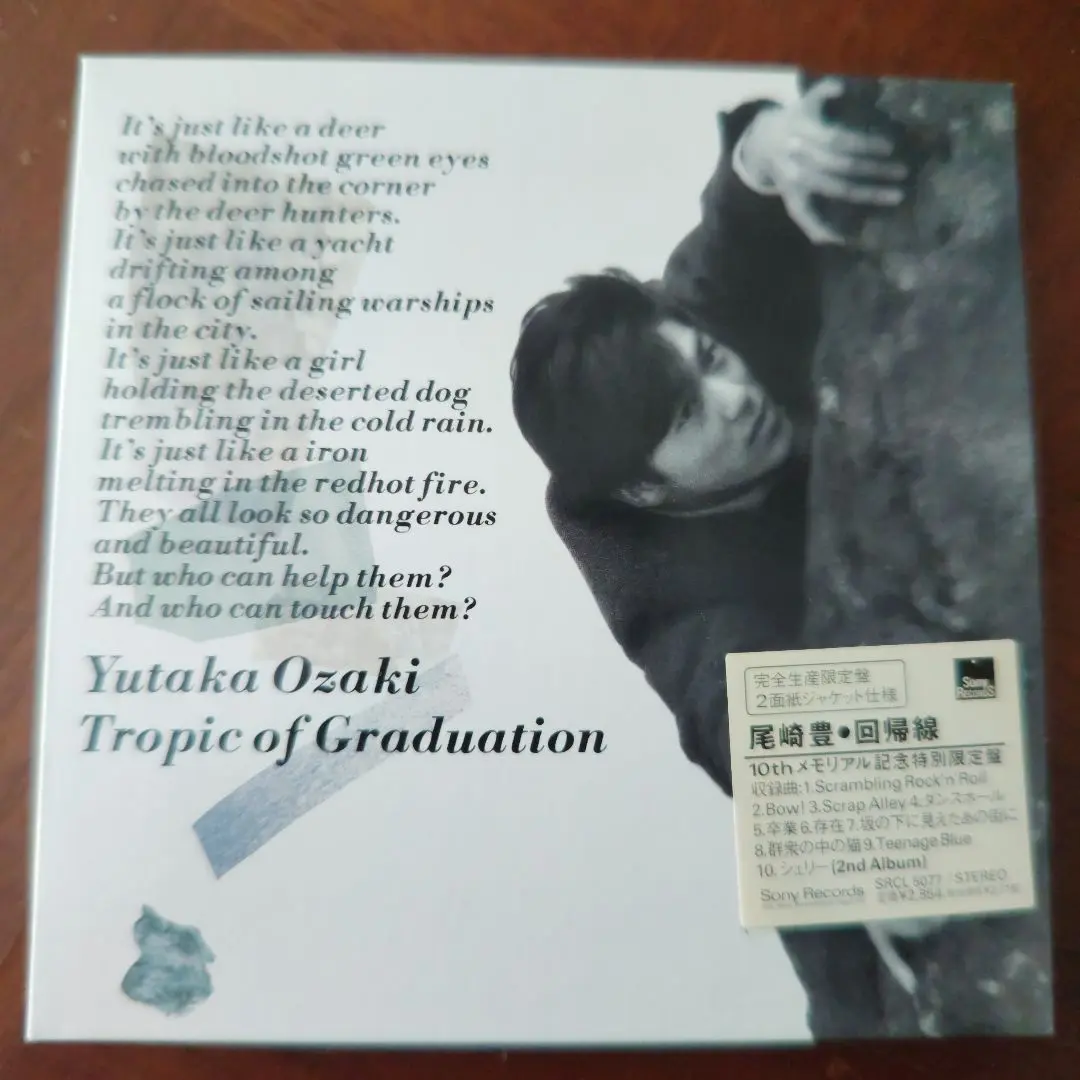 It's just like a deer
with bloodshot green eyes
chased into the corner
by the deer hunters.
It's just like a yacht
drifting among
a flock of sailing warships
in the city.
It's just like a girl
holding the deserted dog
trembling in the cold rain.
It's just like a iron
melting in the redhot fire.
They all look so dangerous
and beautiful.
But who can help them?
And who can touch them?
Yutaka Ozaki
Tropic of Graduation
完全生産限定盤
2面紙ジャケット仕様
Sony Records
尾崎豊•回帰線
10thメモリアル記念特別限定盤
収録曲:1.Scrambling Rock'n'Roll
2.Bow! 3.Scrap Alley 4.ダンスホール
5.卒業 6.存在 7.坂の下に見えたあの街に
8.群衆の中の猫 9.Teenage Blue
10.シェリー (2nd Album)
Sony Records SRCL 5077 STEREO
¥2,854